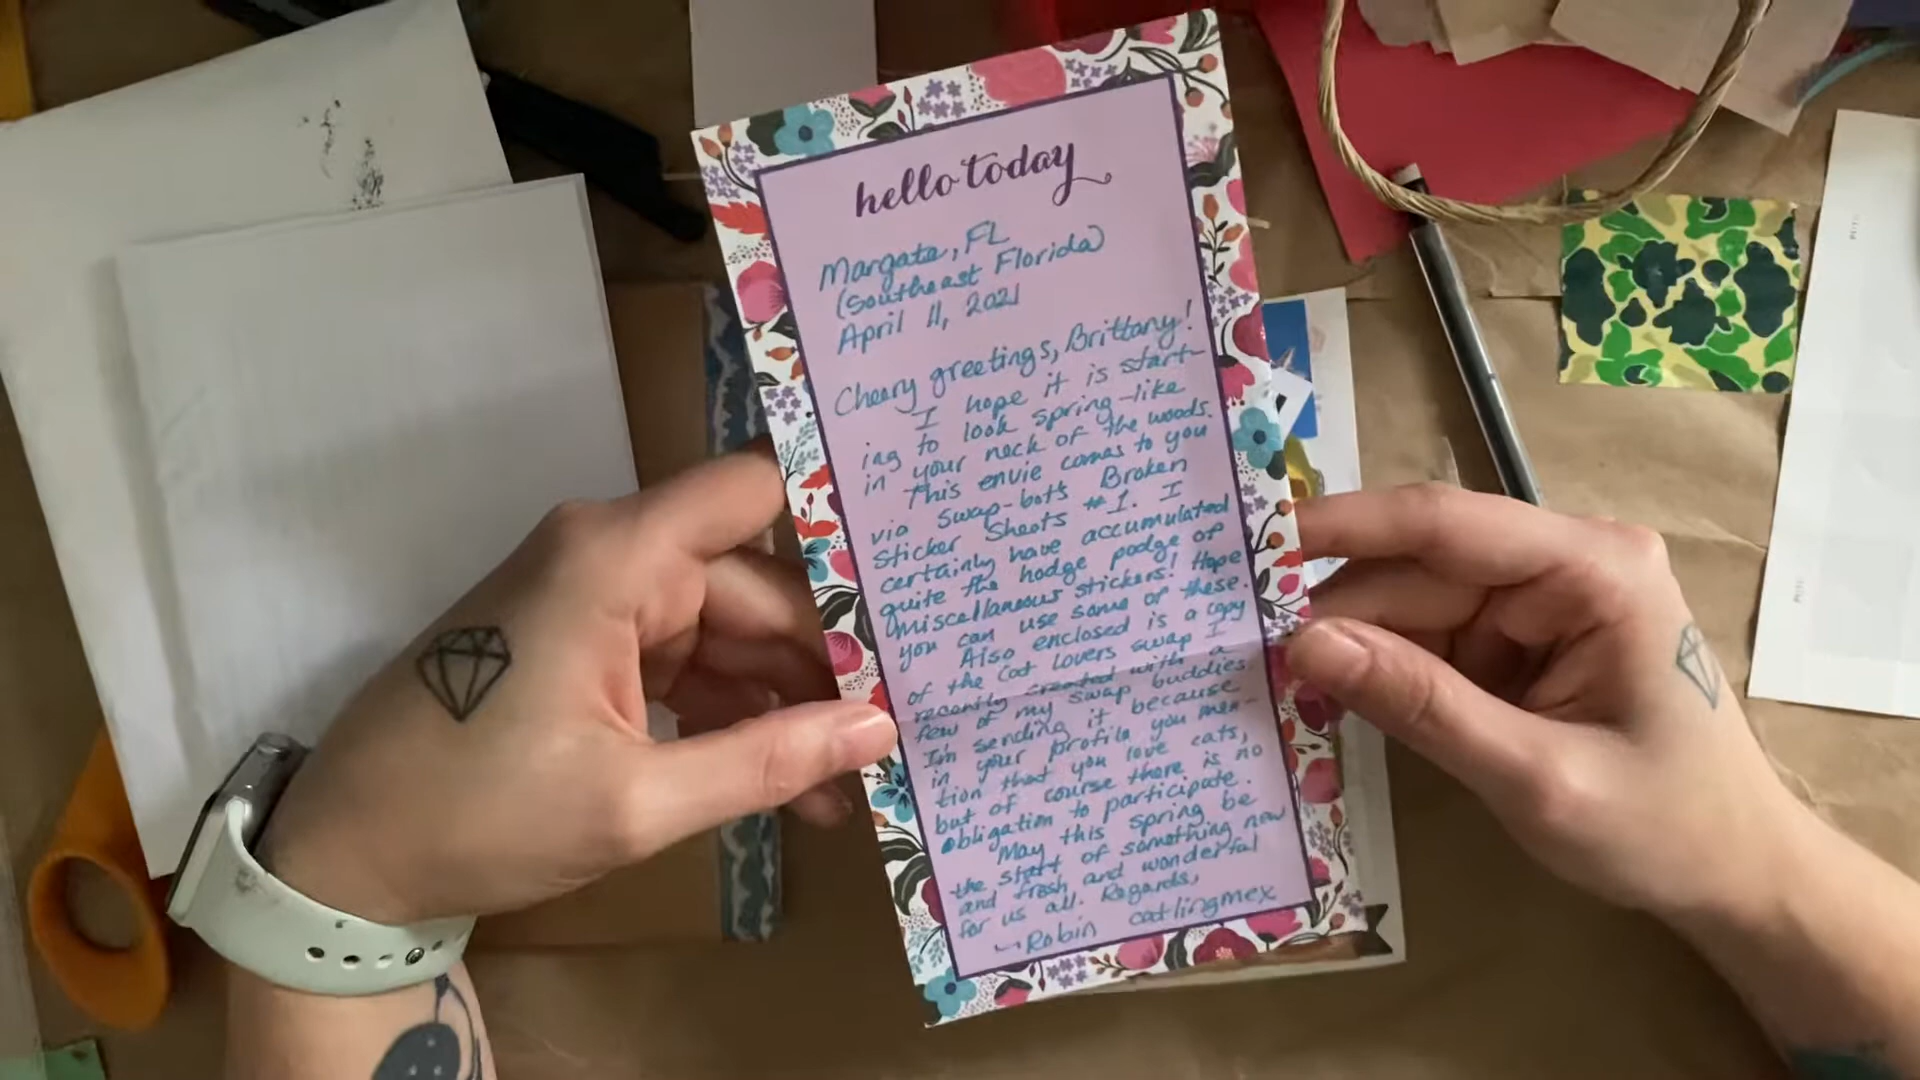 hello today
Margate, FL
(Southeast Florida)
April 11, 2021
Cheery greetings, Brittany!
I hope it is start-
ing to look spring-like
in your neck of the woods.
This envie comes to you
via Swap-bot's Broken
Sticker Sheets #1. I
certainly have accumulated
quite the hodge podge of
miscellaneous stickers! Hope
you can use some of these.
Also enclosed is a copy
of the Cat Lovers swap I
recently created with a
few of my swap buddies.
I'm sending it because
in your profile you men-
tion that you love cats,
but of course there is no
obligation to participate.
May this spring be
the start of something new
and fresh and wonderful
for us all. Regards,
~Robin catlingmex